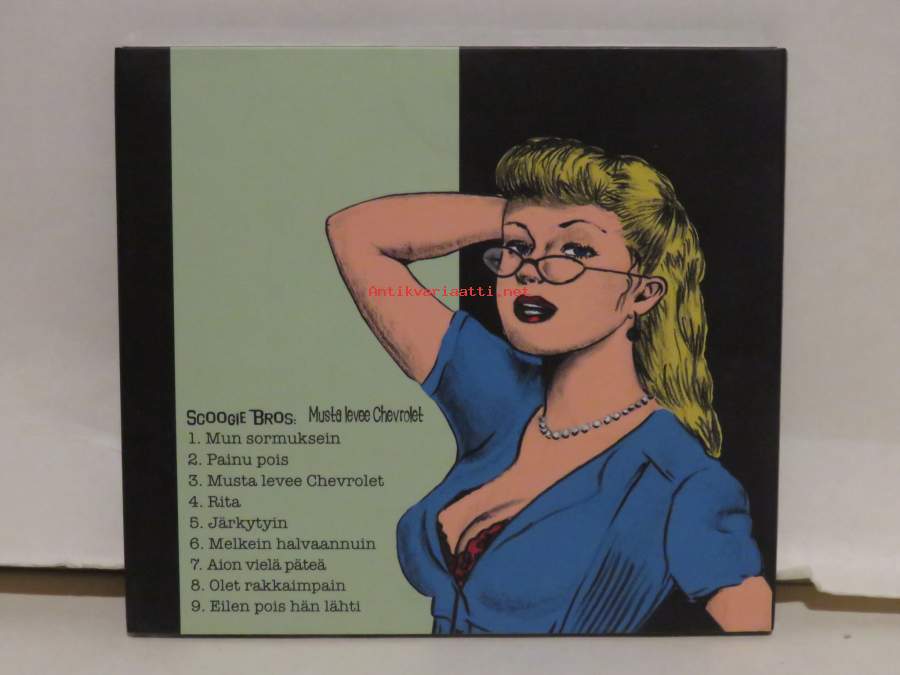 Antikvariaatti.net
SCOOGIE BROS: Musta levee Chevrolet
1. Mun sormuksein
2. Painu pois
3. Musta levee Chevrolet
4. Rita
5. Järkytyin
6. Melkein halvaannuin
7. Aion vielä päteä
8. Olet rakkaimpain
9. Eilen pois hän lähti